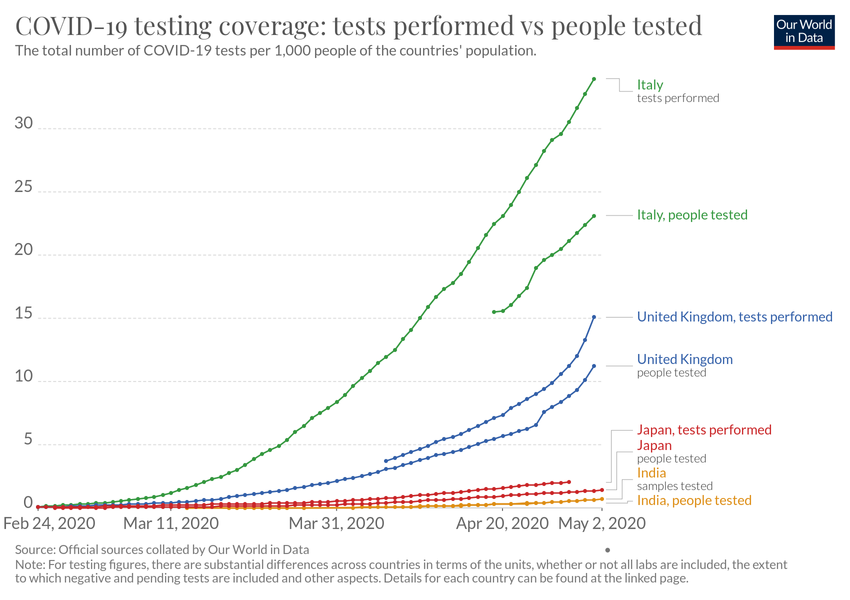 COVID-19 testing coverage: tests performed vs people tested
The total number of COVID-19 tests per 1,000 people of the countries' population.
Our World
in Data
Italy
tests performed
30
25
Italy, people tested
20
15
United Kingdom, tests performed
United Kingdom
people tested
10
5
Japan, tests performed
Japan
people tested
India
samples tested
India, people tested
0
Feb 24, 2020
Mar 11, 2020
Mar 31, 2020
Apr 20, 2020
May 2, 2020
Source: Official sources collated by Our World in Data
Note: For testing figures, there are substantial differences across countries in terms of the units, whether or not all labs are included, the extent
to which negative and pending tests are included and other aspects. Details for each country can be found at the linked page.